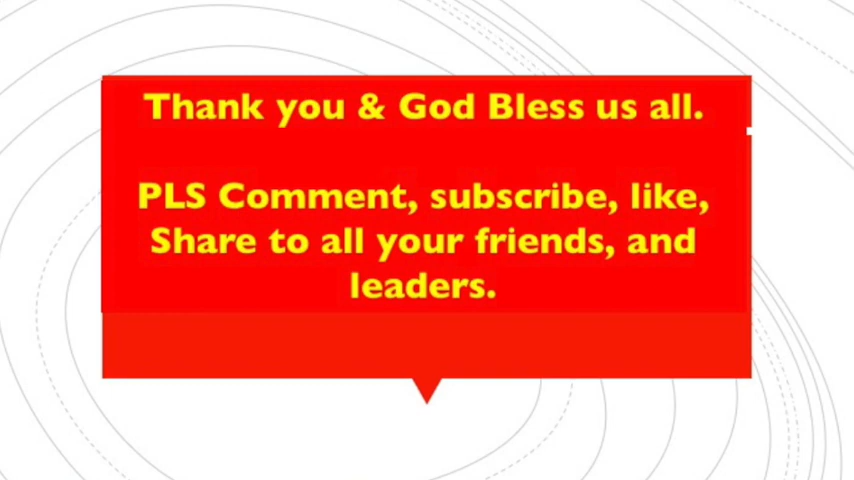 Thank you & God Bless us all.
PLS Comment, subscribe, like,
Share to all your friends, and
leaders.